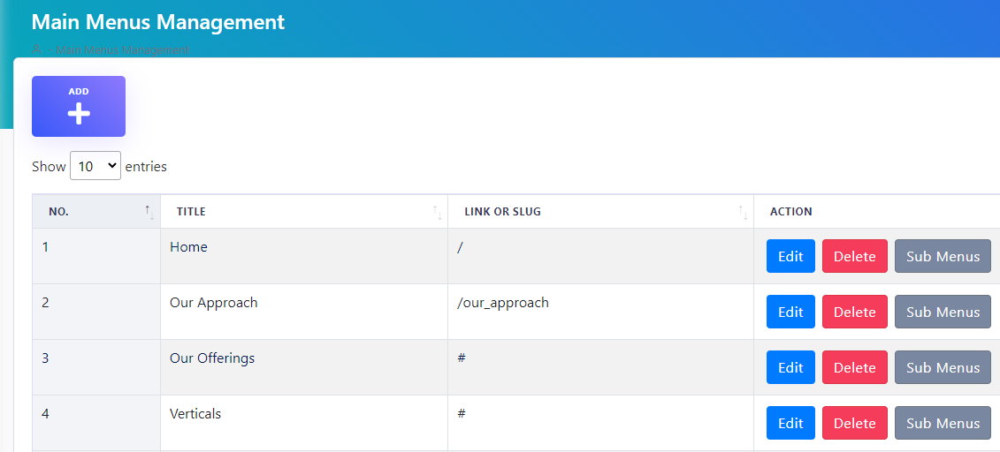 Main Menus Management
- Main Menus Management
ADD
Show 10 entries
NO. TITLE LINK OR SLUG ACTION
1 Home / Edit Delete Sub Menus
2 Our Approach /our_approach Edit Delete Sub Menus
3 Our Offerings # Edit Delete Sub Menus
4 Verticals # Edit Delete Sub Menus